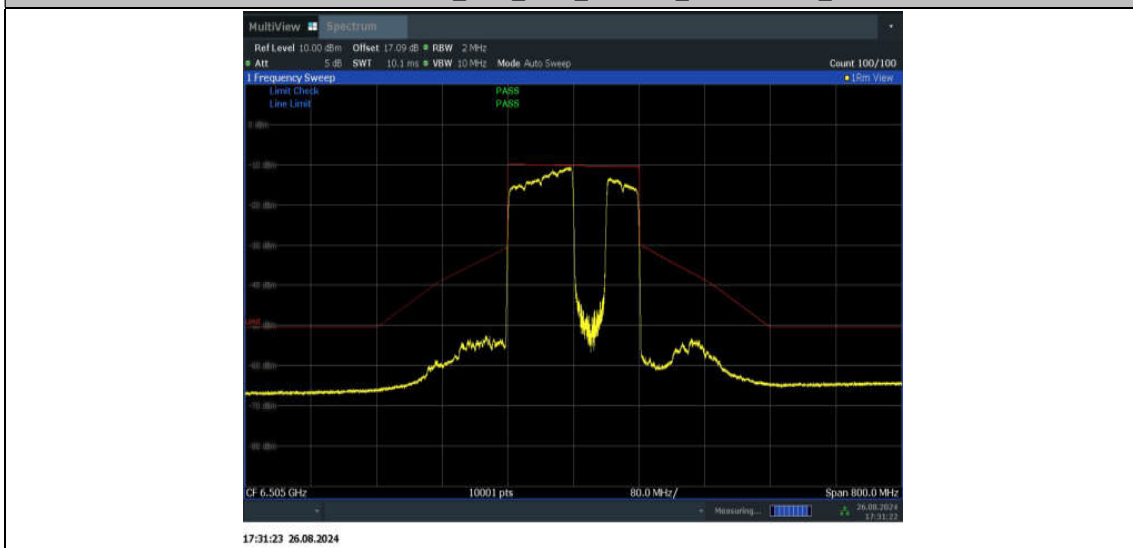 MultiView Spectrum
Ref Level 10.00 dBm Offset 17.09 dB RBW 2 MHz
Att 5 dB SWT 10.1 ms VBW 10 MHz Mode Auto Sweep Count 100/100
1 Frequency Sweep 1Rm View
Limit Check PASS
Line Limit PASS
0 dBm
-10 dBm
-20 dBm
-30 dBm
-40 dBm
-50 dBm
-60 dBm
-70 dBm
-80 dBm
CF 6.505 GHz 10001 pts 80.0 MHz/ Span 800.0 MHz
Measuring... 26.08.2024
17:31:22
17:31:23 26.08.2024